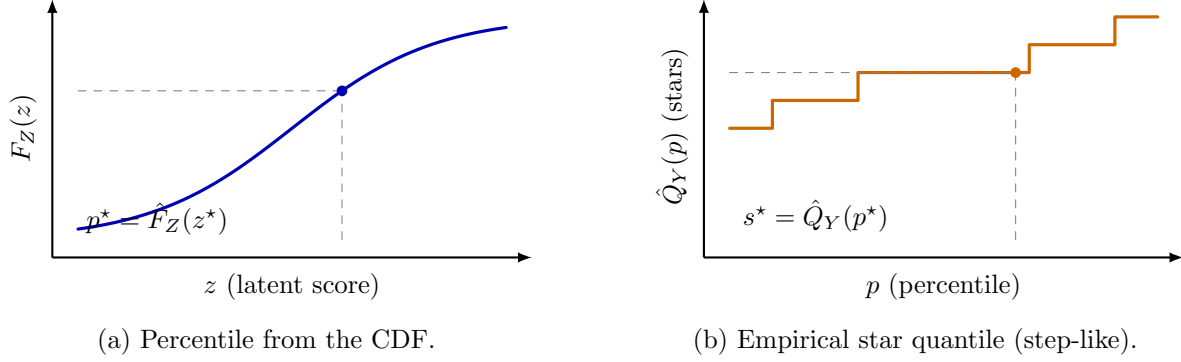 F_Z(z)
p⋆ = F̂_Z(z⋆)
z (latent score)
(a) Percentile from the CDF.
Q̂_Y(p) (stars)
s⋆ = Q̂_Y(p⋆)
p (percentile)
(b) Empirical star quantile (step-like).